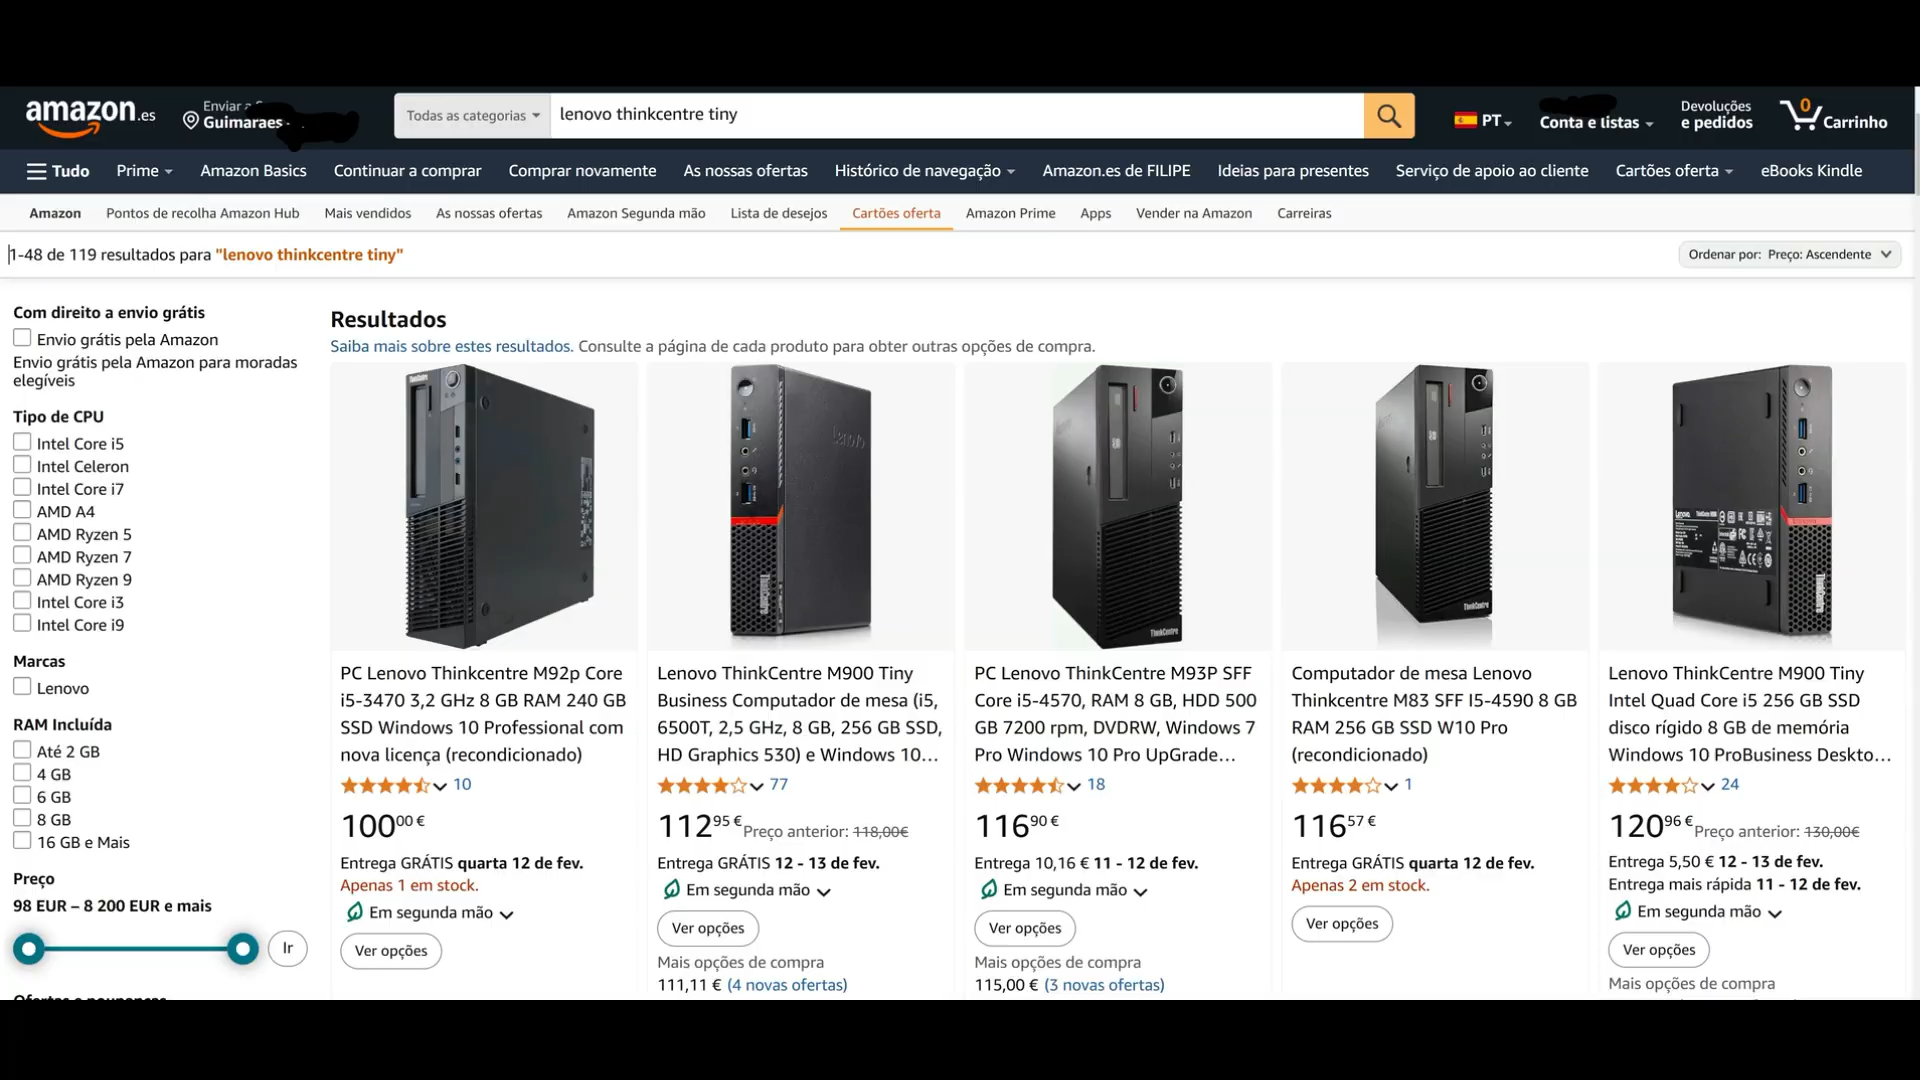 amazon.es
Enviar a
Guimaraes
Todas as categorias
lenovo thinkcentre tiny
PT
Conta e listas
Devoluções
e pedidos
0
Carrinho
Tudo
Prime
Amazon Basics
Continuar a comprar
Comprar novamente
As nossas ofertas
Histórico de navegação
Amazon.es de FILIPE
Ideias para presentes
Serviço de apoio ao cliente
Cartões oferta
eBooks Kindle
Amazon
Pontos de recolha Amazon Hub
Mais vendidos
As nossas ofertas
Amazon Segunda mão
Lista de desejos
Cartões oferta
Amazon Prime
Apps
Vender na Amazon
Carreiras
1-48 de 119 resultados para "lenovo thinkcentre tiny"
Ordenar por: Preço: Ascendente
Com direito a envio grátis
Envio grátis pela Amazon
Envio grátis pela Amazon para moradas
elegíveis
Tipo de CPU
Intel Core i5
Intel Celeron
Intel Core i7
AMD A4
AMD Ryzen 5
AMD Ryzen 7
AMD Ryzen 9
Intel Core i3
Intel Core i9
Marcas
Lenovo
RAM Incluída
Até 2 GB
4 GB
6 GB
8 GB
16 GB e Mais
Preço
98 EUR – 8 200 EUR e mais
Ir
Ofertas e poupanças
Resultados
Saiba mais sobre estes resultados. Consulte a página de cada produto para obter outras opções de compra.
PC Lenovo Thinkcentre M92p Core
i5-3470 3,2 GHz 8 GB RAM 240 GB
SSD Windows 10 Professional com
nova licença (recondicionado)
10
100,00 €
Entrega GRÁTIS quarta 12 de fev.
Apenas 1 em stock.
Em segunda mão
Ver opções
Lenovo
ThinkCentre
Lenovo ThinkCentre M900 Tiny
Business Computador de mesa (i5,
6500T, 2,5 GHz, 8 GB, 256 GB SSD,
HD Graphics 530) e Windows 10...
77
112 95 € Preço anterior: 118,00€
Entrega GRÁTIS 12 - 13 de fev.
Em segunda mão
Ver opções
Mais opções de compra
111,11 € (4 novas ofertas)
ThinkCentre
PC Lenovo ThinkCentre M93P SFF
Core i5-4570, RAM 8 GB, HDD 500
GB 7200 rpm, DVDRW, Windows 7
Pro Windows 10 Pro UpGrade...
18
116 90 €
Entrega 10,16 € 11 - 12 de fev.
Em segunda mão
Ver opções
Mais opções de compra
115,00 € (3 novas ofertas)
ThinkCentre
Computador de mesa Lenovo
Thinkcentre M83 SFF I5-4590 8 GB
RAM 256 GB SSD W10 Pro
(recondicionado)
1
116 57 €
Entrega GRÁTIS quarta 12 de fev.
Apenas 2 em stock.
Ver opções
Lenovo
ThinkCentre
Lenovo ThinkCentre M900 Tiny
Intel Quad Core i5 256 GB SSD
disco rígido 8 GB de memória
Windows 10 ProBusiness Deskto...
24
120 96 € Preço anterior: 130,00€
Entrega 5,50 € 12 - 13 de fev.
Entrega mais rápida 11 - 12 de fev.
Em segunda mão
Ver opções
Mais opções de compra